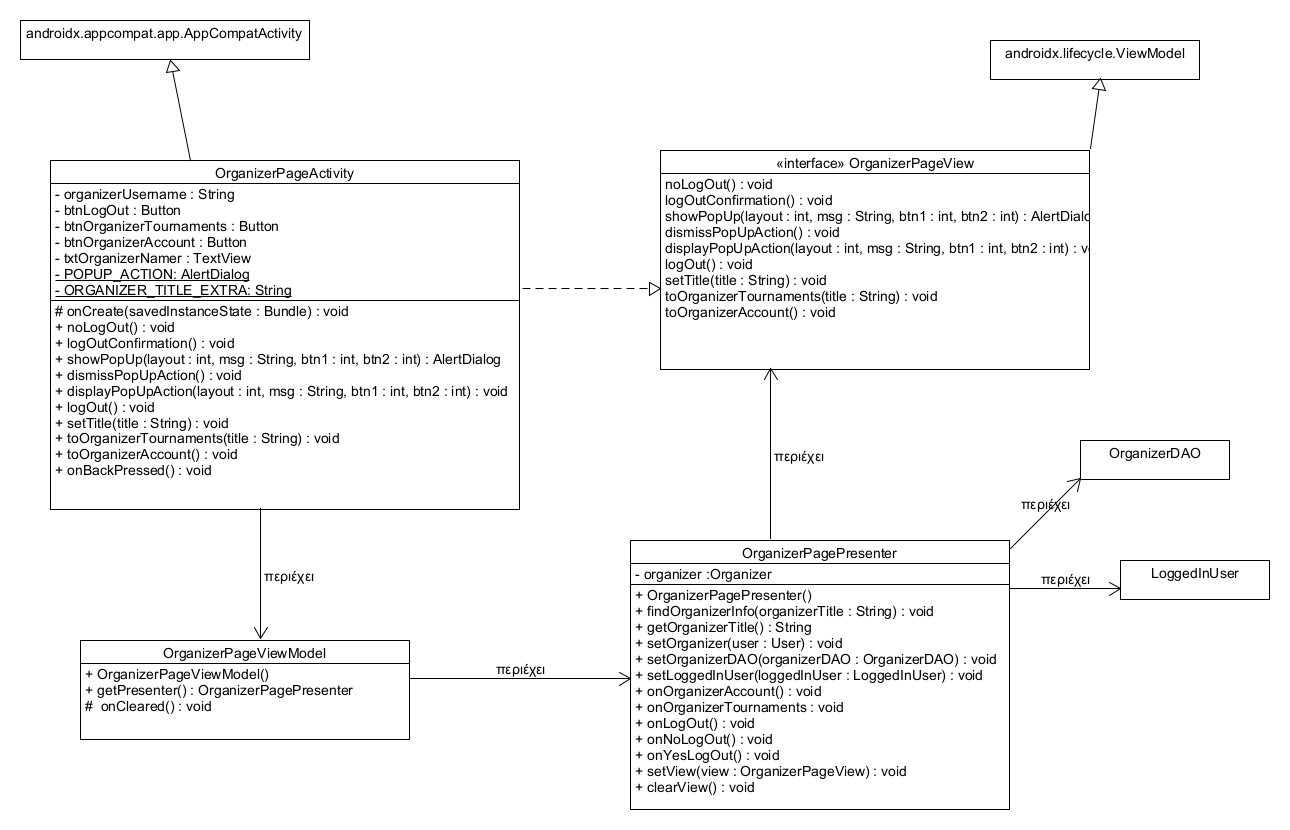 androidx.appcompat.app.AppCompatActivity
androidx.lifecycle.ViewModel
OrganizerPageActivity
- organizerUsername : String
- btnLogOut : Button
- btnOrganizerTournaments : Button
- btnOrganizerAccount : Button
- txtOrganizerNamer : TextView
- POPUP_ACTION: AlertDialog
- ORGANIZER_TITLE_EXTRA: String
# onCreate(savedInstanceState : Bundle) : void
+ noLogOut() : void
+ logOutConfirmation() : void
+ showPopUp(layout : int, msg : String, btn1 : int, btn2 : int) : AlertDialog
+ dismissPopUpAction() : void
+ displayPopUpAction(layout : int, msg : String, btn1 : int, btn2 : int) : void
+ logOut() : void
+ setTitle(title : String) : void
+ toOrganizerTournaments(title : String) : void
+ toOrganizerAccount() : void
+ onBackPressed() : void
«interface» OrganizerPageView
noLogOut() : void
logOutConfirmation() : void
showPopUp(layout : int, msg : String, btn1 : int, btn2 : int) : AlertDialo
dismissPopUpAction() : void
displayPopUpAction(layout : int, msg : String, btn1 : int, btn2 : int) : v
logOut() : void
setTitle(title : String) : void
toOrganizerTournaments(title : String) : void
toOrganizerAccount() : void
περιέχει
OrganizerDAO
περιέχει
LoggedInUser
περιέχει
περιέχει
OrganizerPageViewModel
+ OrganizerPageViewModel()
+ getPresenter() : OrganizerPagePresenter
# onCleared() : void
περιέχει
OrganizerPagePresenter
- organizer :Organizer
+ OrganizerPagePresenter()
+ findOrganizerInfo(organizerTitle : String) : void
+ getOrganizerTitle() : String
+ setOrganizer(user : User) : void
+ setOrganizerDAO(organizerDAO : OrganizerDAO) : void
+ setLoggedInUser(loggedInUser : LoggedInUser) : void
+ onOrganizerAccount() : void
+ onOrganizerTournaments : void
+ onLogOut() : void
+ onNoLogOut() : void
+ onYesLogOut() : void
+ setView(view : OrganizerPageView) : void
+ clearView() : void